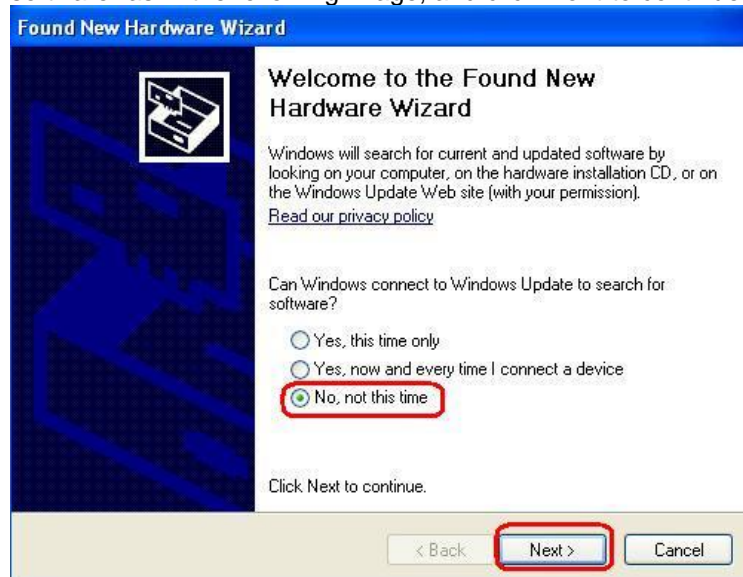 Found New Hardware Wizard
Welcome to the Found New
Hardware Wizard
Windows will search for current and updated software by
looking on your computer, on the hardware installation CD, or on
the Windows Update Web site (with your permission).
Read our privacy policy
Can Windows connect to Windows Update to search for
software?
Yes, this time only
Yes, now and every time I connect a device
No, not this time
Click Next to continue.
< Back Next > Cancel